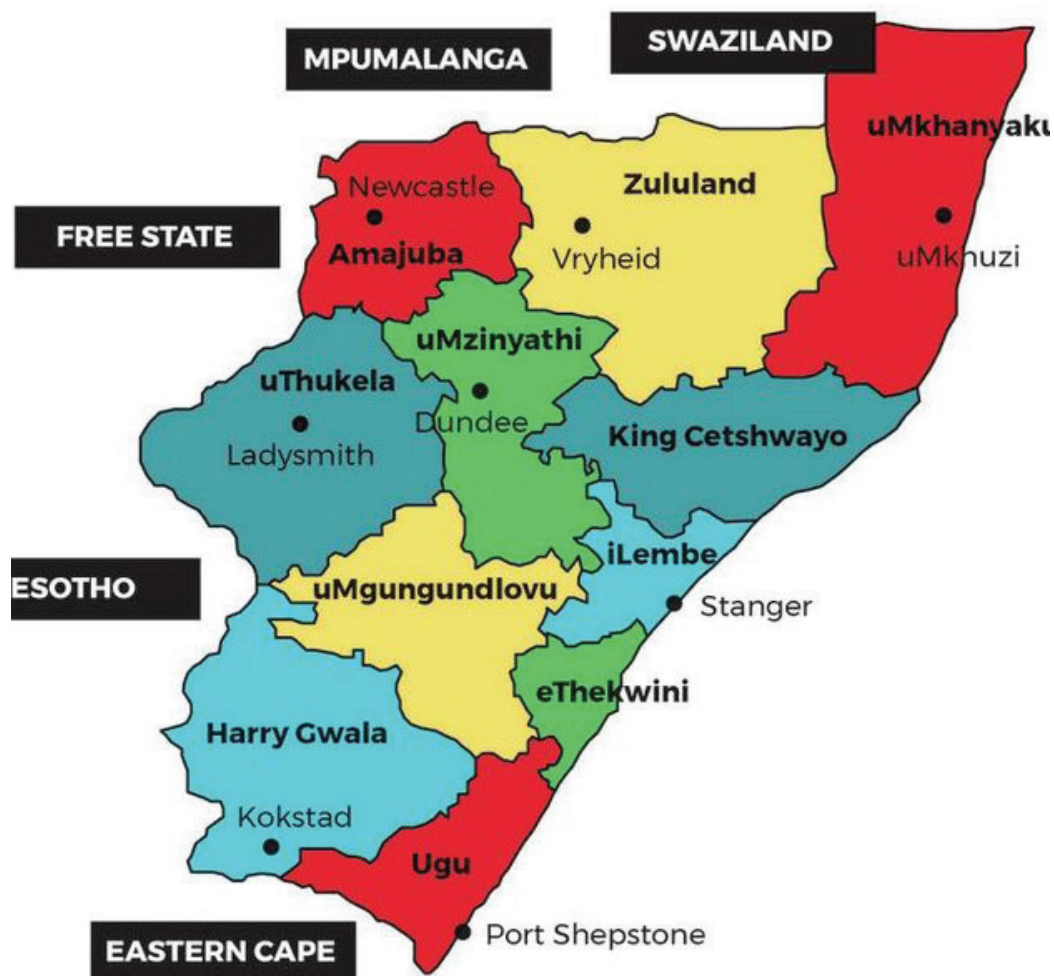 SWAZILAND
MPUMALANGA
uMkhanyaku
Newcastle
Zululand
FREE STATE
Amajuba
Vryheid
uMkhuzi
uMzinyathi
uThukela
Dundee
King Cetshwayo
Ladysmith
iLembe
ESOTHO
uMgungundlovu
Stanger
eThekwini
Harry Gwala
Kokstad
Ugu
Port Shepstone
EASTERN CAPE